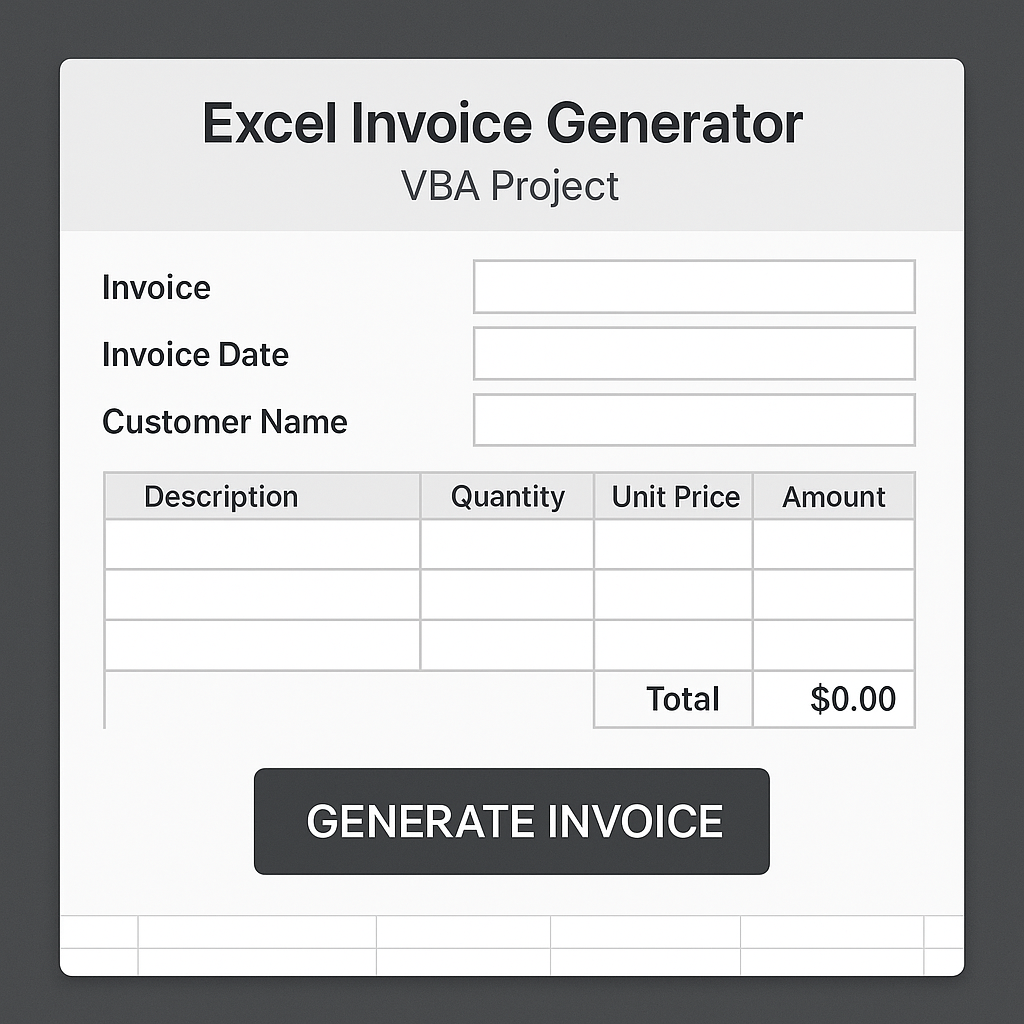 Excel Invoice Generator
VBA Project
Invoice
Invoice Date
Customer Name
Description Quantity Unit Price Amount
Total $0.00
GENERATE INVOICE